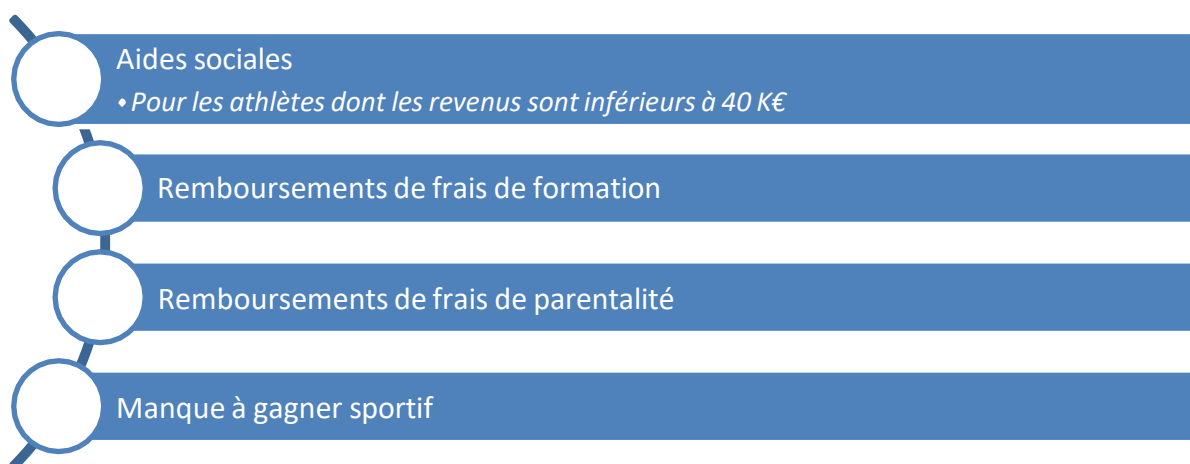 Aides sociales
• Pour les athlètes dont les revenus sont inférieurs à 40 K€
Remboursements de frais de formation
Remboursements de frais de parentalité
Manque à gagner sportif